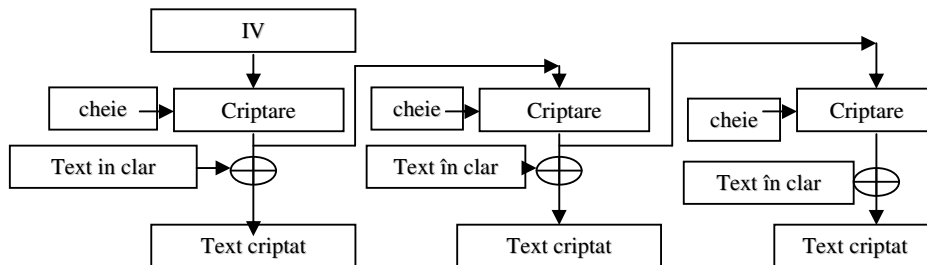 IV
cheie
Criptare
cheie
Criptare
cheie
Criptare
Text in clar
Text în clar
Text în clar
Text criptat
Text criptat
Text criptat